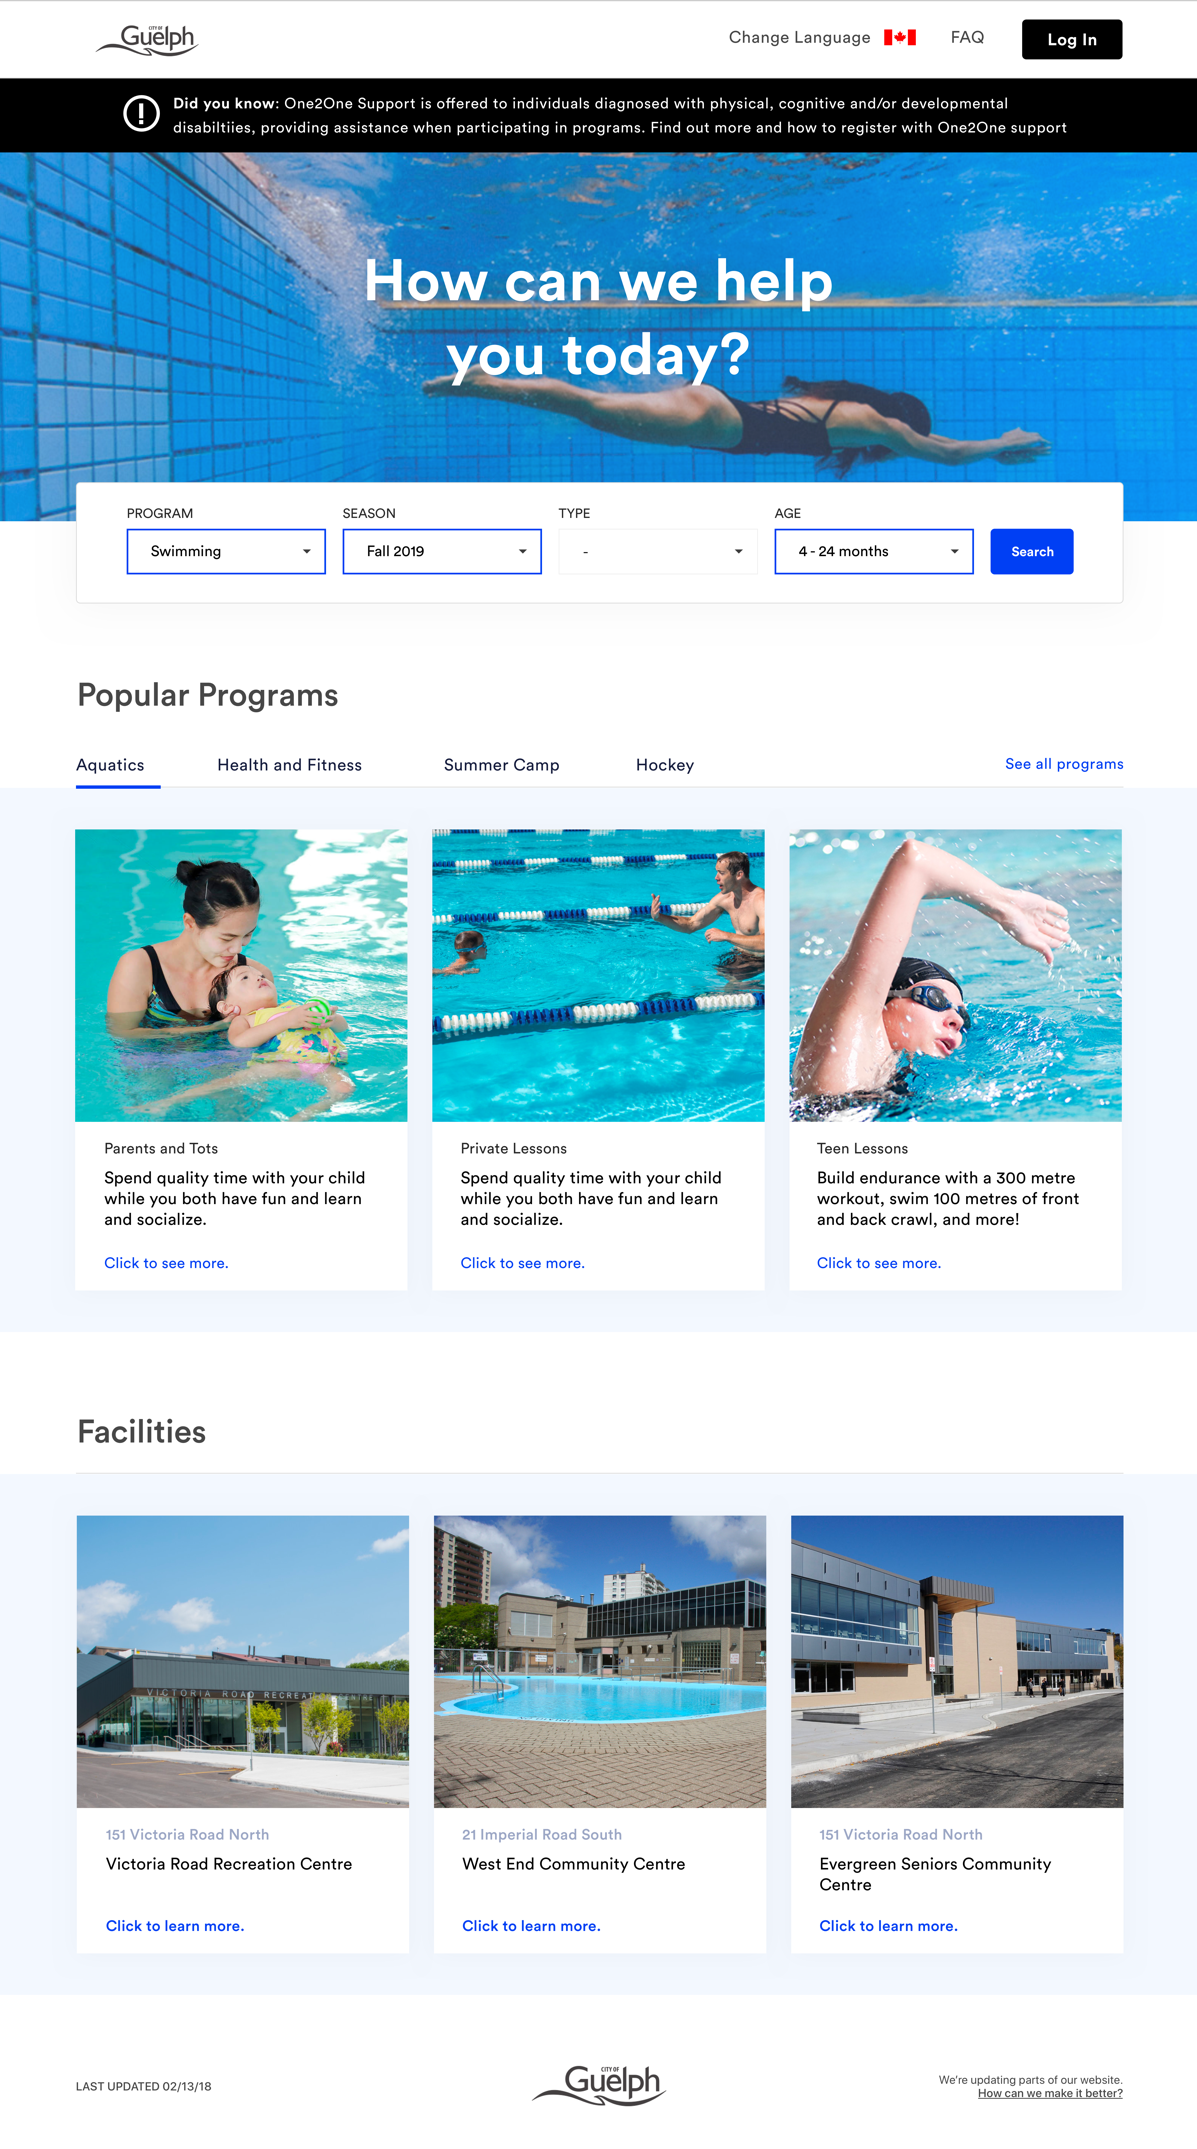 CITY OF
Guelph
Change Language
FAQ
Log In
Did you know: One2One Support is offered to individuals diagnosed with physical, cognitive and/or developmental
disabiltiies, providing assistance when participating in programs. Find out more and how to register with One2One support
How can we help
you today?
PROGRAM
SEASON
TYPE
AGE
Swimming
Fall 2019
-
4 - 24 months
Search
Popular Programs
Aquatics
Health and Fitness
Summer Camp
Hockey
See all programs
Parents and Tots
Spend quality time with your child
while you both have fun and learn
and socialize.
Click to see more.
Private Lessons
Spend quality time with your child
while you both have fun and learn
and socialize.
Click to see more.
Teen Lessons
Build endurance with a 300 metre
workout, swim 100 metres of front
and back crawl, and more!
Click to see more.
Facilities
VICTORIA ROAD RECREATION CENTRE
151 Victoria Road North
Victoria Road Recreation Centre
Click to learn more.
21 Imperial Road South
West End Community Centre
Click to learn more.
151 Victoria Road North
Evergreen Seniors Community
Centre
Click to learn more.
LAST UPDATED 02/13/18
CITY OF
Guelph
We're updating parts of our website.
How can we make it better?